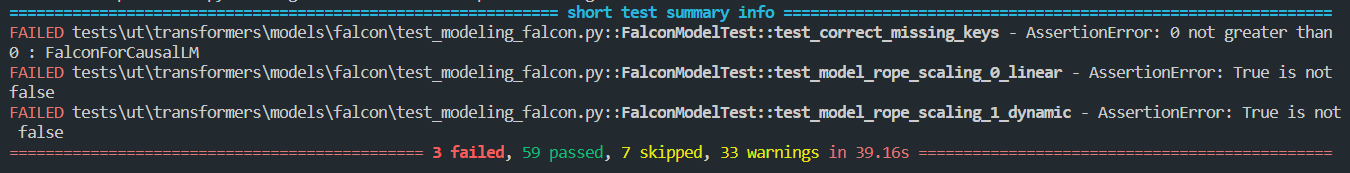 ============================================================ short test summary info ============================================================
FAILED tests\ut\transformers\models\falcon\test_modeling_falcon.py::FalconModelTest::test_correct_missing_keys - AssertionError: 0 not greater than
0 : FalconForCausalLM
FAILED tests\ut\transformers\models\falcon\test_modeling_falcon.py::FalconModelTest::test_model_rope_scaling_0_linear - AssertionError: True is not
false
FAILED tests\ut\transformers\models\falcon\test_modeling_falcon.py::FalconModelTest::test_model_rope_scaling_1_dynamic - AssertionError: True is not
 false
============================================== 3 failed, 59 passed, 7 skipped, 33 warnings in 39.16s ==============================================